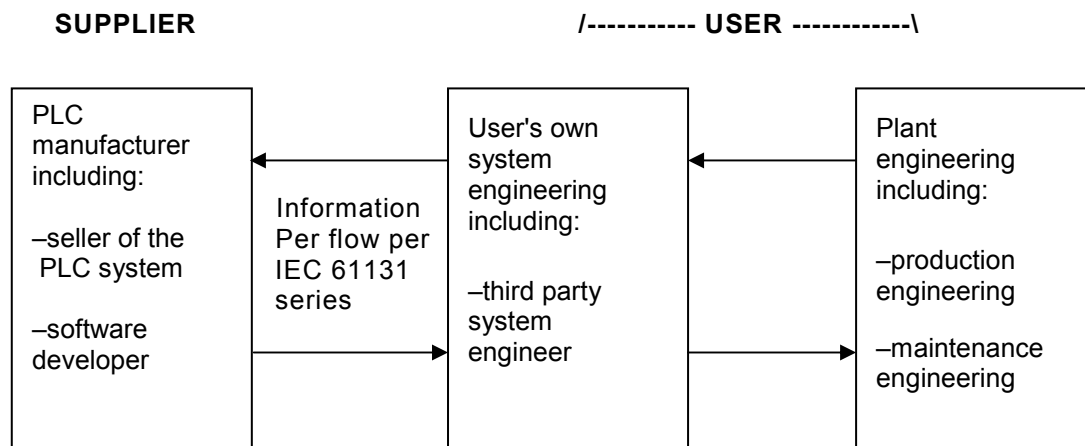 SUPPLIER
/----------- USER ------------\
PLC
manufacturer
including:
–seller of the
PLC system
–software
developer
Information
Per flow per
IEC 61131
series
User's own
system
engineering
including:
–third party
system
engineer
Plant
engineering
including:
–production
engineering
–maintenance
engineering